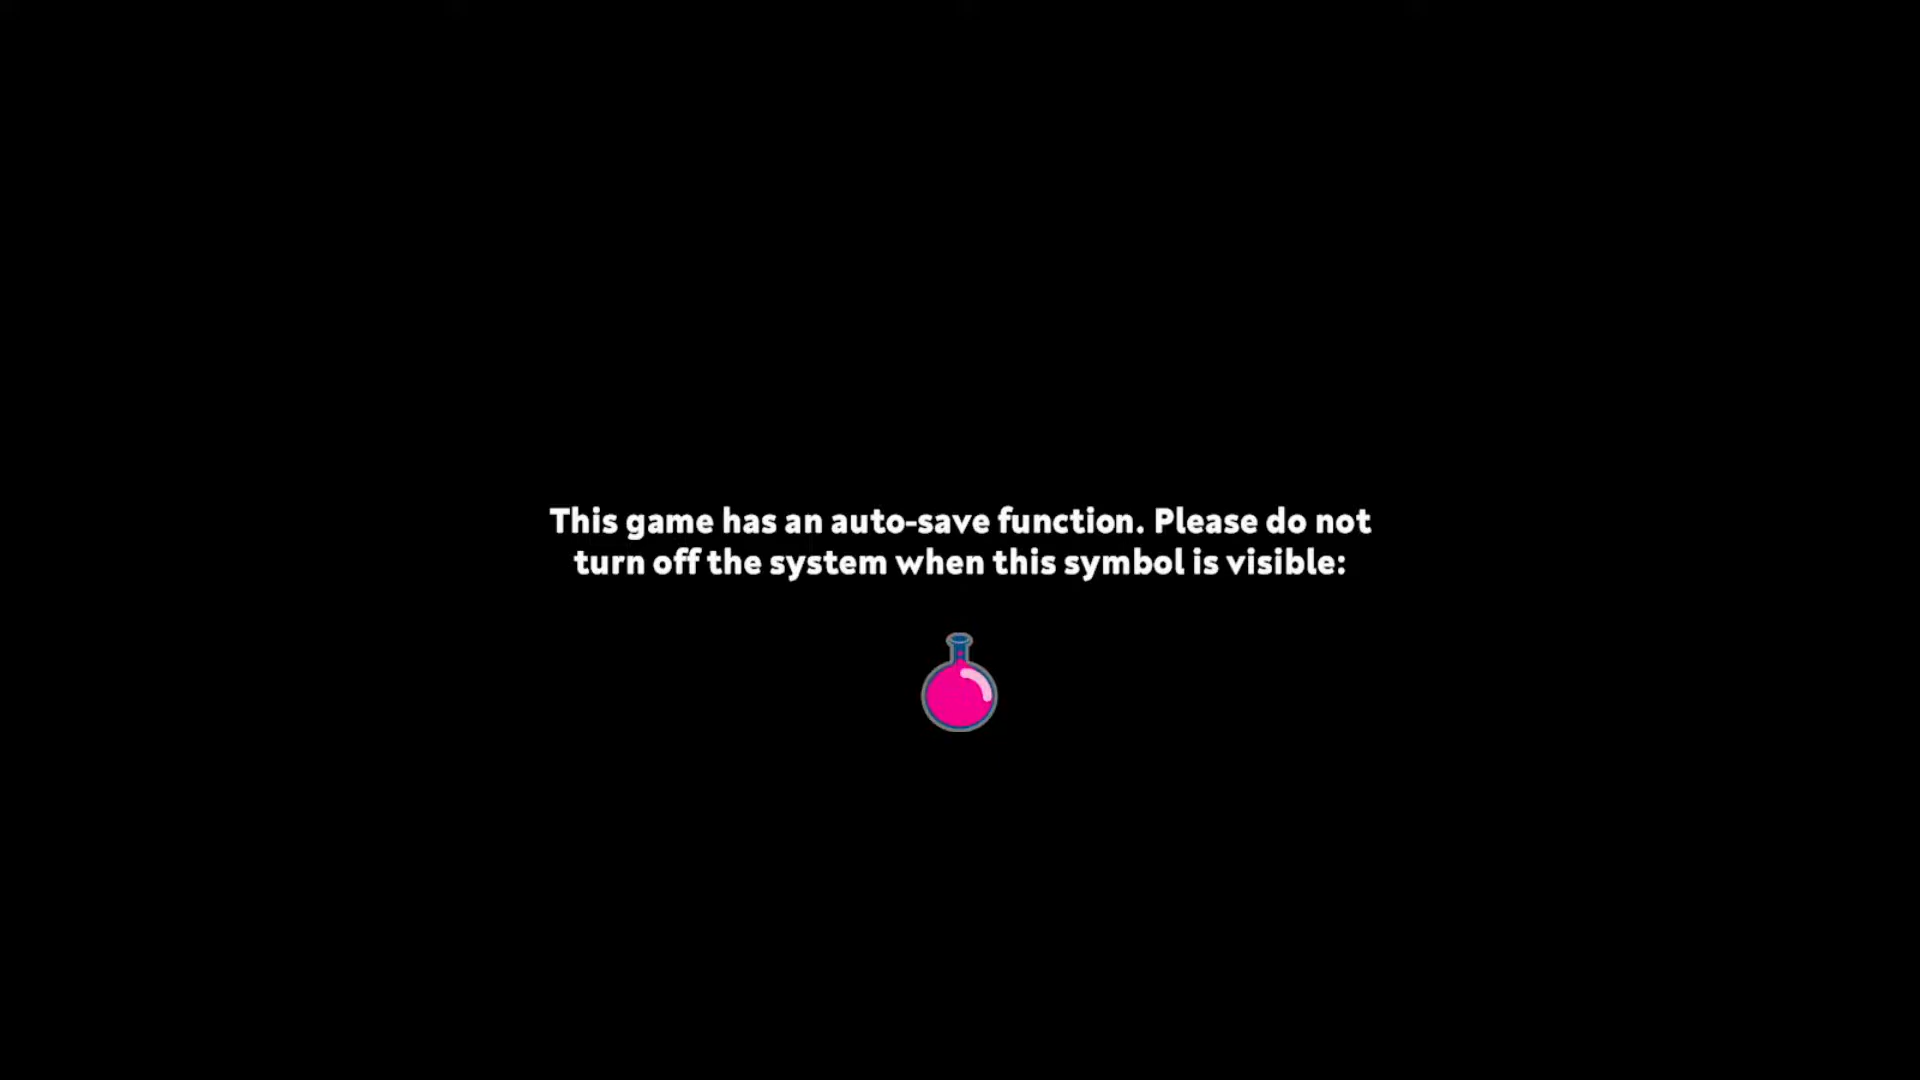 This game has an auto-save function. Please do not
turn off the system when this symbol is visible: